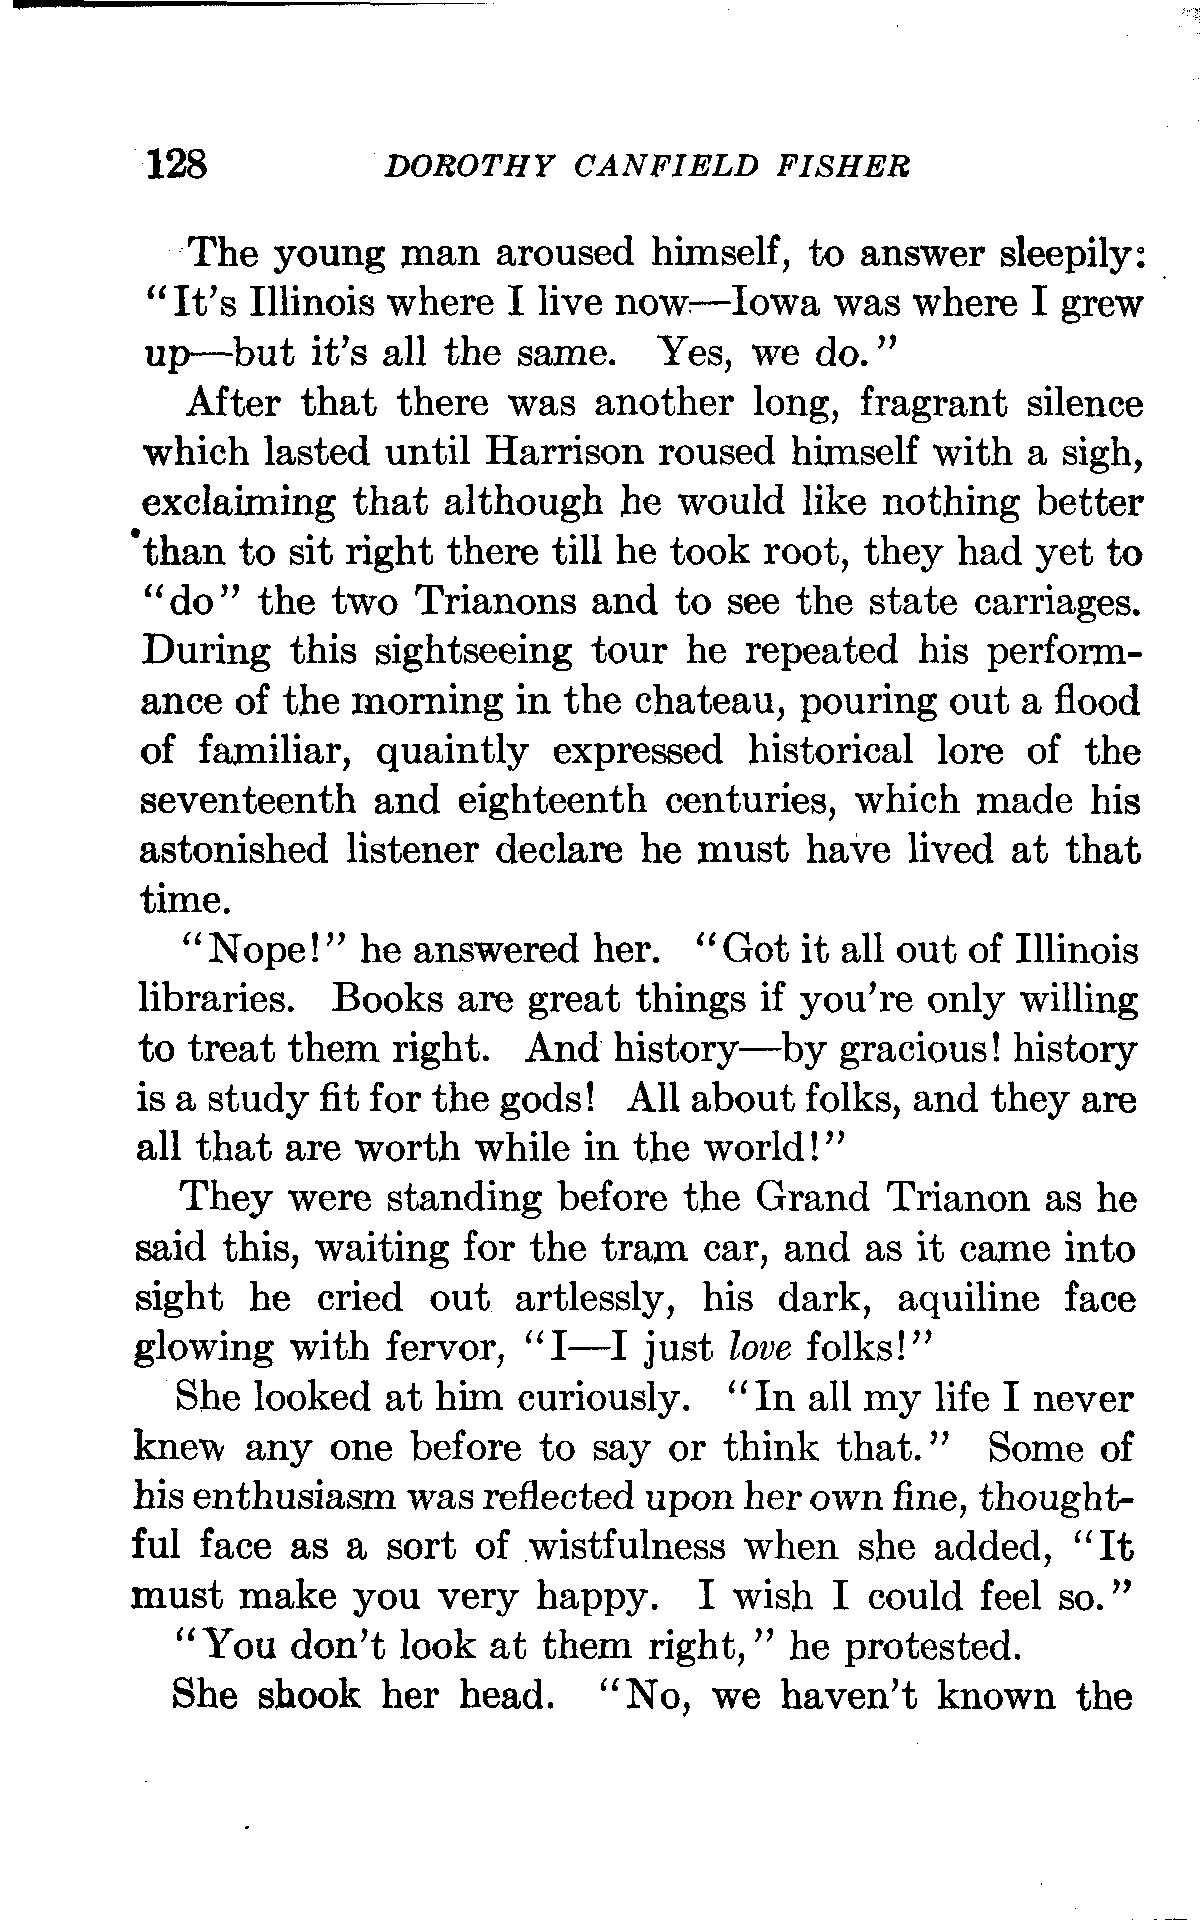 128 DOROTHY CANFIELD FISHER
The young man aroused himself, to answer sleepily:
"It's Illinois where I live now—Iowa was where I grew
up—but it's all the same. Yes, we do."
After that there was another long, fragrant silence
which lasted until Harrison roused himself with a sigh,
exclaiming that although he would like nothing better
than to sit right there till he took root, they had yet to
"do" the two Trianons and to see the state carriages.
During this sightseeing tour he repeated his perform-
ance of the morning in the chateau, pouring out a flood
of familiar, quaintly expressed historical lore of the
seventeenth and eighteenth centuries, which made his
astonished listener declare he must have lived at that
time.
"Nope!" he answered her. "Got it all out of Illinois
libraries. Books are great things if you're only willing
to treat them right. And history—by gracious! history
is a study fit for the gods! All about folks, and they are
all that are worth while in the world!"
They were standing before the Grand Trianon as he
said this, waiting for the tram car, and as it came into
sight he cried out artlessly, his dark, aquiline face
glowing with fervor, "I—I just love folks!"
She looked at him curiously. "In all my life I never
knew any one before to say or think that." Some of
his enthusiasm was reflected upon her own fine, thought-
ful face as a sort of wistfulness when she added, "It
must make you very happy. I wish I could feel so."
"You don't look at them right," he protested.
She shook her head. "No, we haven't known the